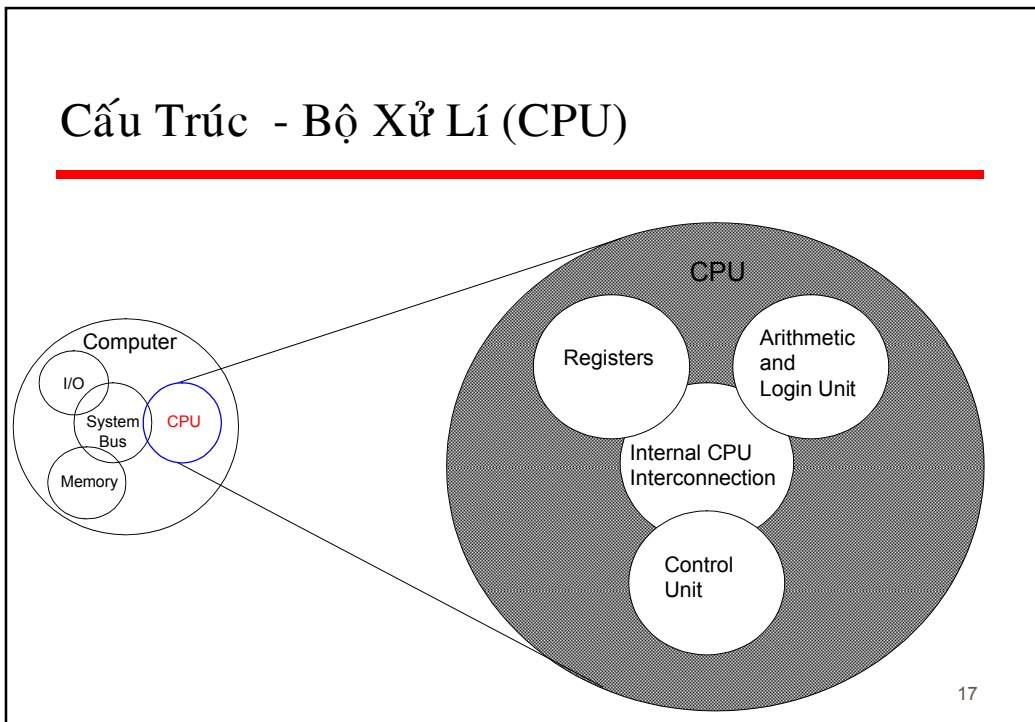 Cấu Trúc - Bộ Xử Lí (CPU)
Computer
I/O
System
Bus
CPU
Memory
CPU
Registers
Arithmetic
and
Login Unit
Internal CPU
Interconnection
Control
Unit
17